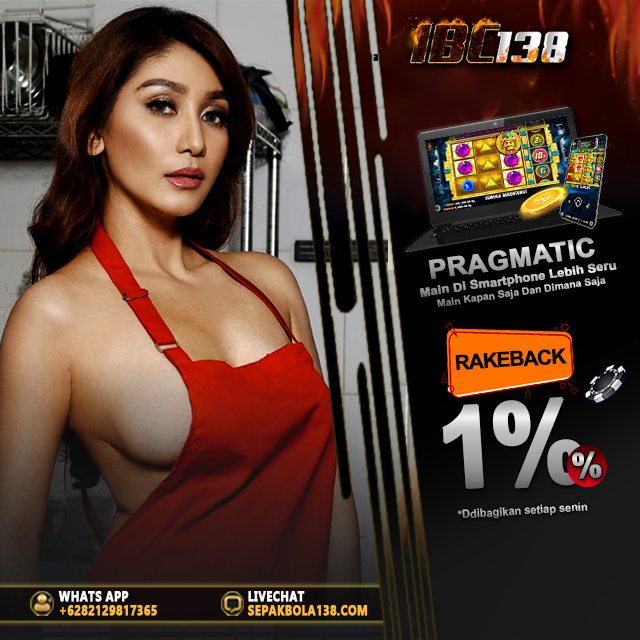 IBC138
PRAGMATIC
Main Di Smartphone Lebih Seru
Main Kapan Saja Dan Dimana Saja
RAKEBACK
1%
%
*Ddibagikan setiap senin
WHATS APP
+6282129817365
LIVECHAT
SEPAKBOLA138.COM